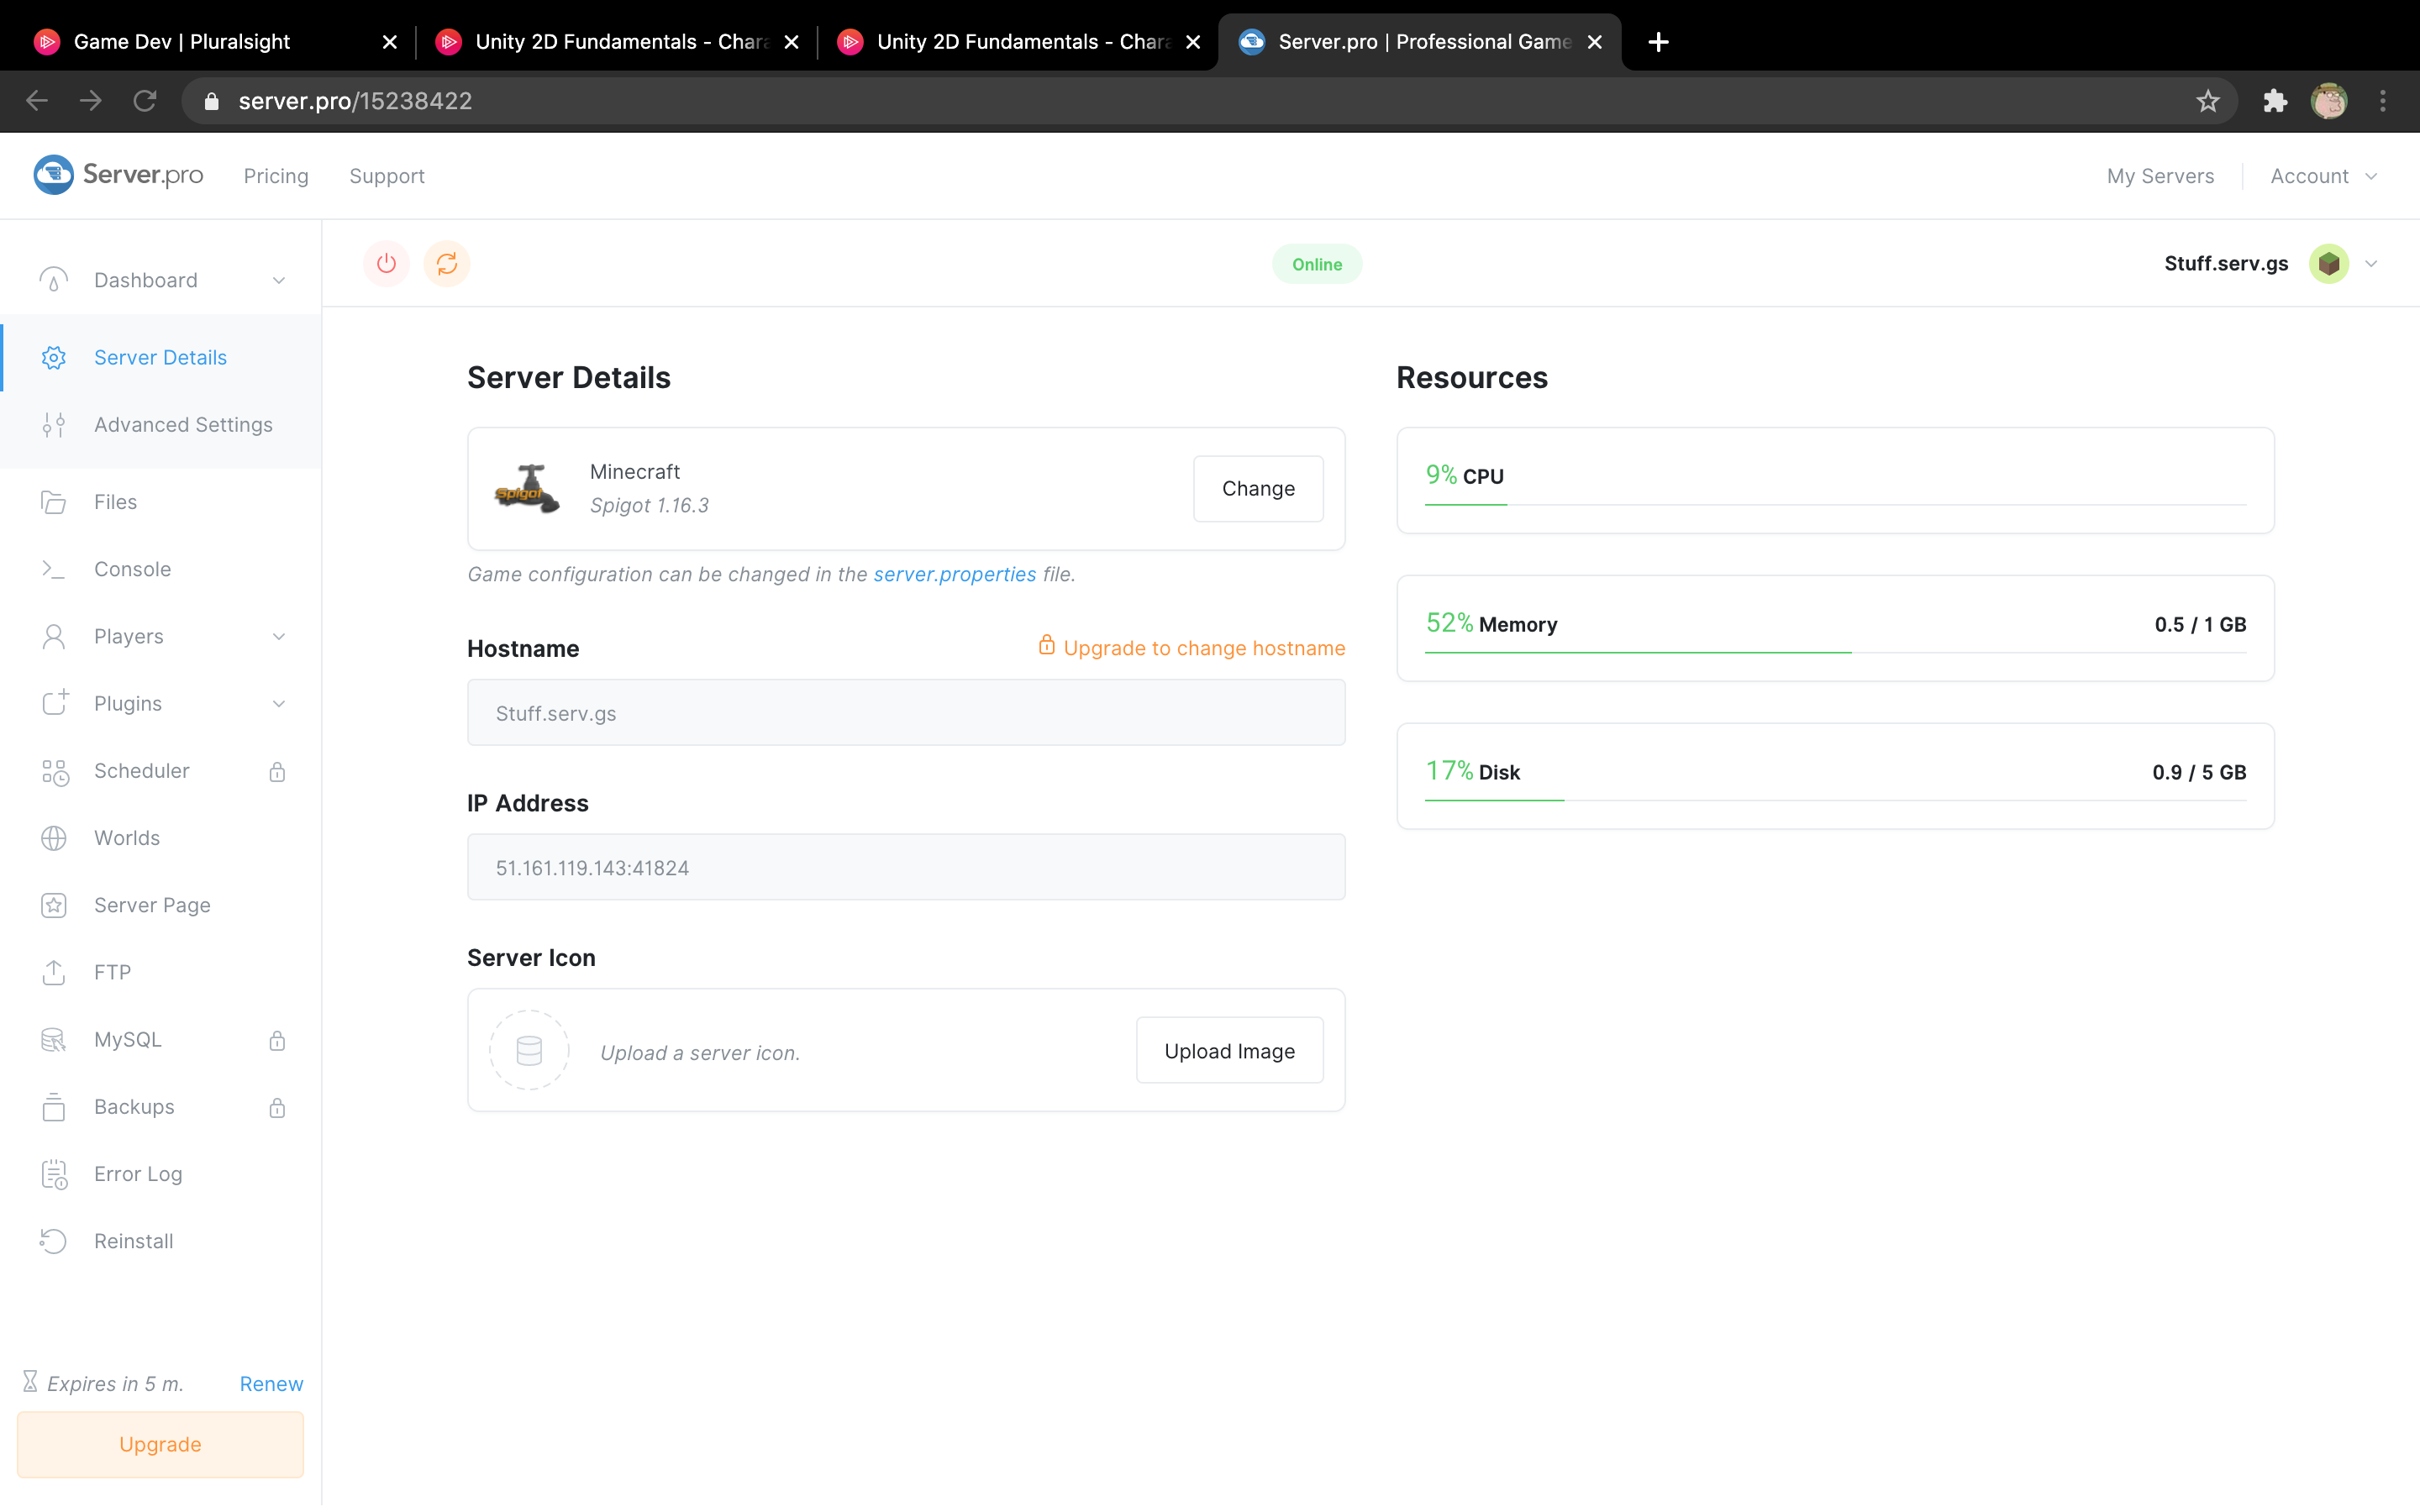 Game Dev | Pluralsight
Unity 2D Fundamentals - Chara
Unity 2D Fundamentals - Chara
Server.pro | Professional Game
server.pro/15238422
Server.pro
Pricing
Support
My Servers
Account
Online
Stuff.serv.gs
Dashboard
Server Details
Advanced Settings
Files
Console
Players
Plugins
Scheduler
Worlds
Server Page
FTP
MySQL
Backups
Error Log
Reinstall
Expires in 5 m.
Renew
Upgrade
Server Details
Spigot
Minecraft
Spigot 1.16.3
Change
Game configuration can be changed in the server.properties file.
Hostname
Upgrade to change hostname
Stuff.serv.gs
IP Address
51.161.119.143:41824
Server Icon
Upload a server icon.
Upload Image
Resources
9% CPU
52% Memory
0.5 / 1 GB
17% Disk
0.9 / 5 GB